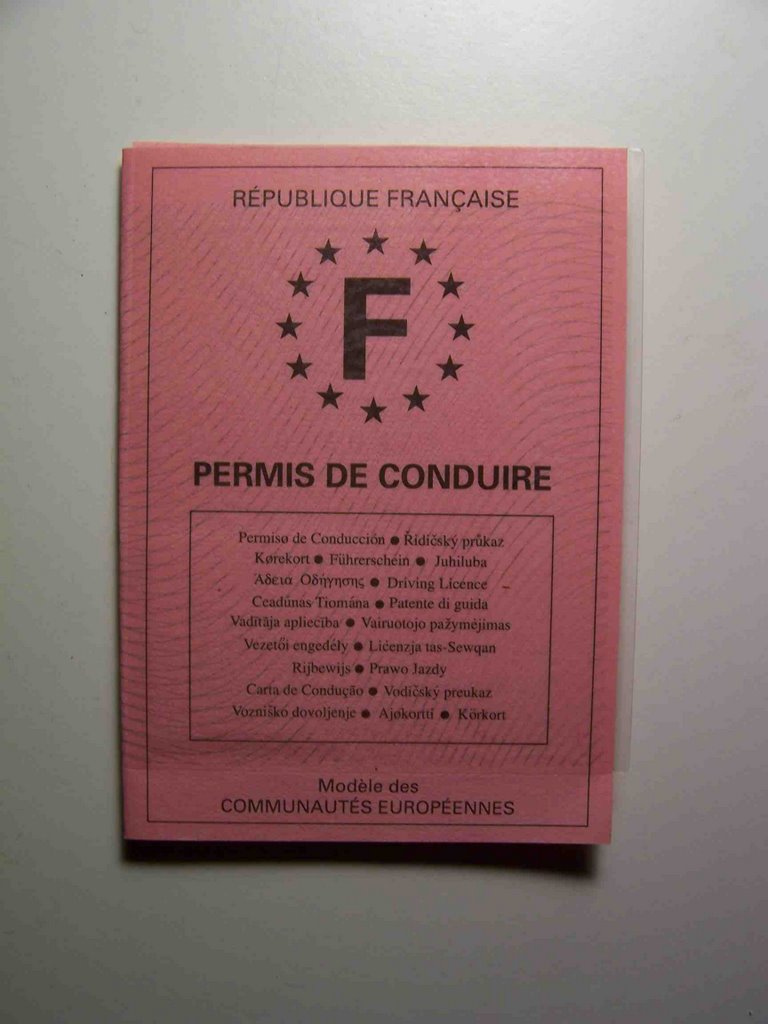 RÉPUBLIQUE FRANÇAISE
F
PERMIS DE CONDUIRE
Permiso de Conducción ● Řidičský průkaz
Kørekort ● Führerschein ● Juhiluba
Άδεια Οδήγησης ● Driving Licence
Ceadúnas Tiomána ● Patente di guida
Vadītāja apliecība ● Vairuotojo pažymėjimas
Vezetői engedély ● Liċenzja tas-Sewqan
Rijbewijs ● Prawo Jazdy
Carta de Condução ● Vodičský preukaz
Vozniško dovoljenje ● Ajokortti ● Körkort
Modèle des
COMMUNAUTÉS EUROPÉENNES